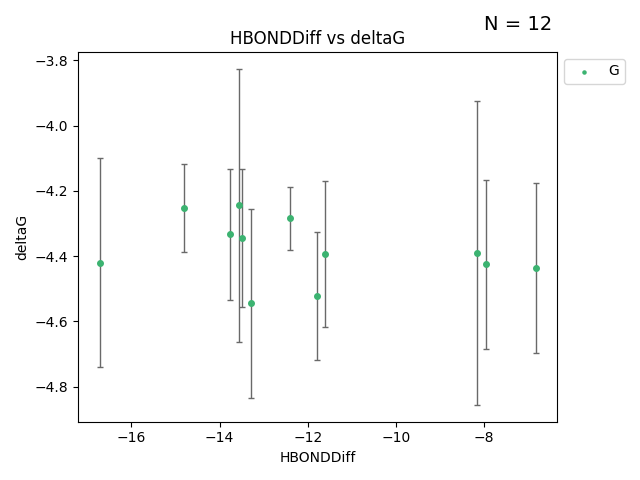 N = 12
HBONDDiff vs deltaG
G
−3.8
−4.0
−4.2
−4.4
−4.6
−4.8
deltaG
−16 −14 −12 −10 −8
HBONDDiff